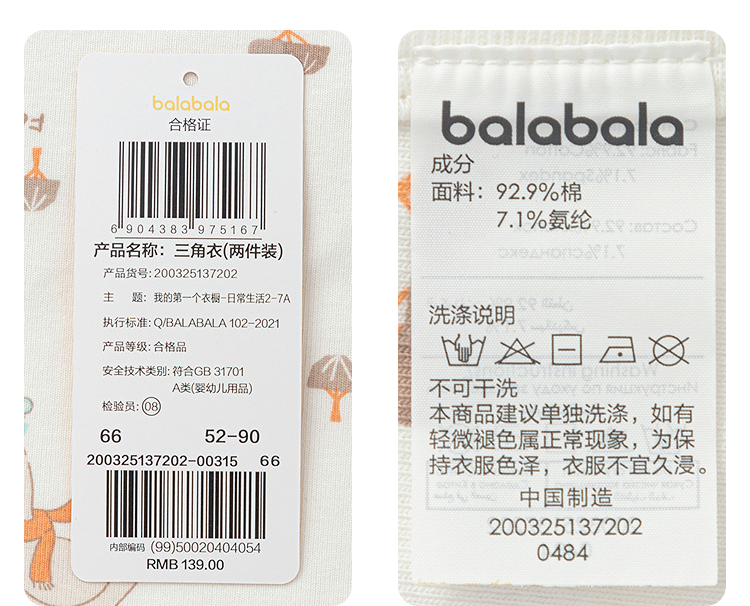 balabala
合格证
6904383975167
产品名称：三角衣(两件装)
产品货号：200325137202
主 题：我的第一个衣橱-日常生活2-7A
执行标准：Q/BALABALA 102-2021
产品等级：合格品
安全技术类别：符合GB 31701
A类(婴幼儿用品)
检验员：08
66 52-90
200325137202-00315 66
内部编码 (99)50020404054
RMB 139.00
balabala
成分
面料：92.9%棉
7.1%氨纶
洗涤说明
不可干洗
本商品建议单独洗涤，如有
轻微褪色属正常现象，为保
持衣服色泽，衣服不宜久浸。
中国制造
200325137202
0484